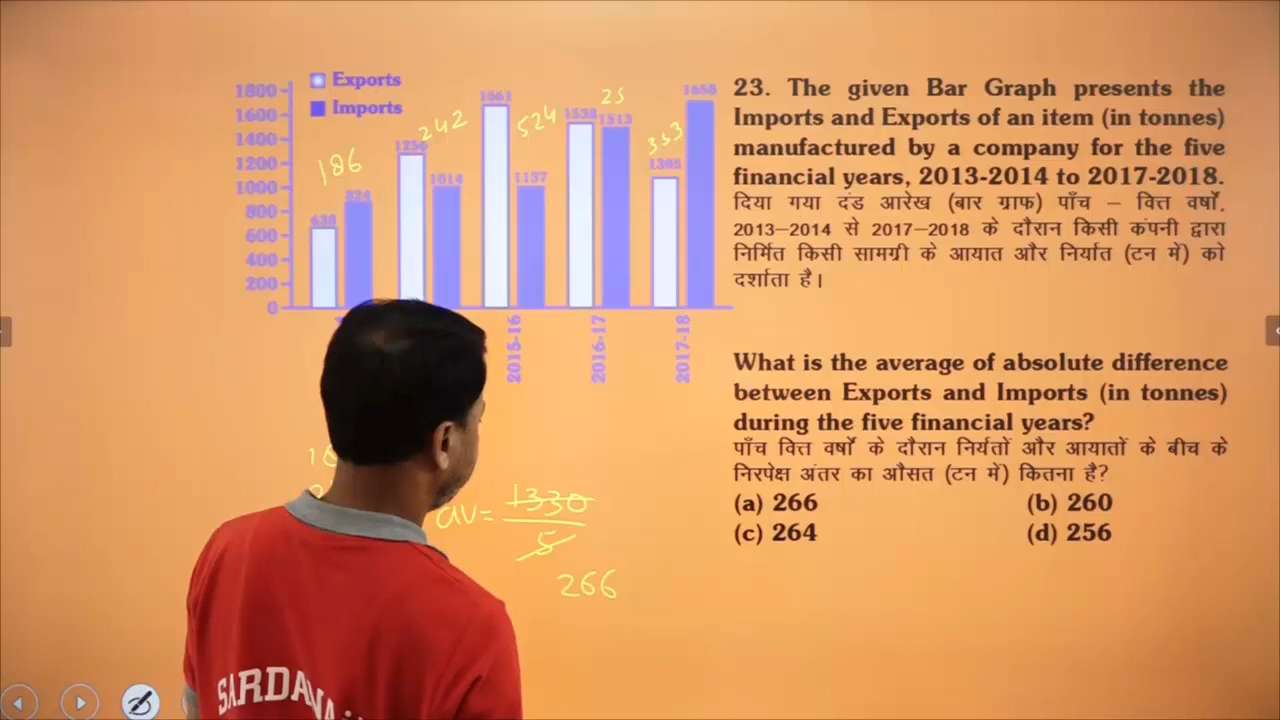 Exports
Imports
1800
1600
1400
1200
1000
800
600
400
200
0
638
824
186
1256
1014
242
1661
1137
524
1538
1513
25
1305
1658
353
2015-16
2016-17
2017-18
23. The given Bar Graph presents the
Imports and Exports of an item (in tonnes)
manufactured by a company for the five
financial years, 2013-2014 to 2017-2018.
दिया गया दंड आरेख (बार ग्राफ) पाँच – वित्त वर्षों,
2013–2014 से 2017–2018 के दौरान किसी कंपनी द्वारा
निर्मित किसी सामग्री के आयात और निर्यात (टन में) को
दर्शाता है।
What is the average of absolute difference
between Exports and Imports (in tonnes)
during the five financial years?
पाँच वित्त वर्षों के दौरान निर्यतों और आयातों के बीच के
निरपेक्ष अंतर का औसत (टन में) कितना है?
(a) 266 (b) 260
(c) 264 (d) 256
av = 1330
5
266